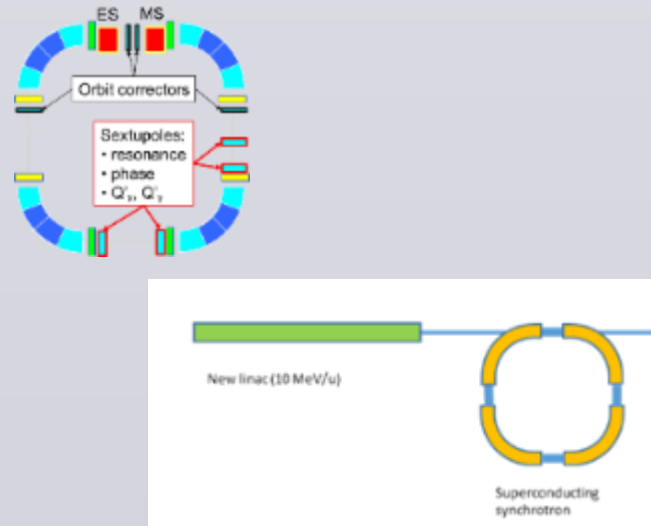 ES MS
Orbit correctors
Sextupoles:
• resonance
• phase
• Q'x, Q'y
New linac (10 MeV/u)
Superconducting
synchrotron